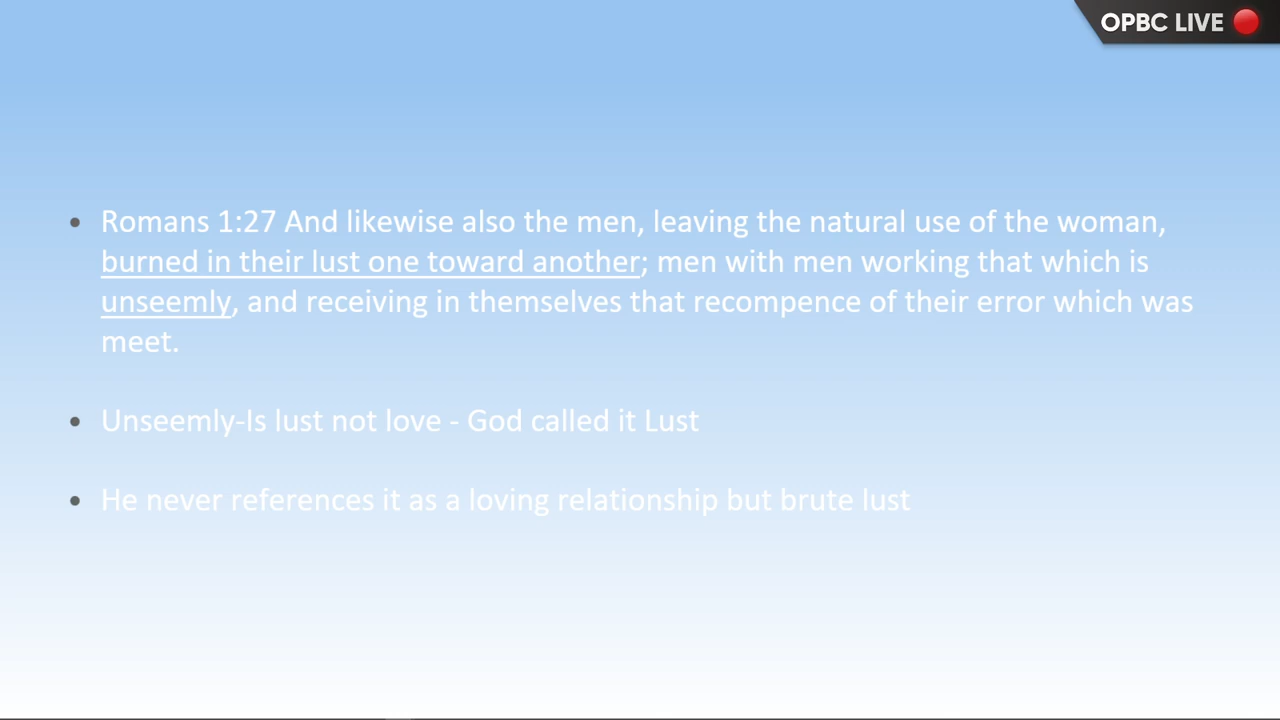 OPBC LIVE
• Romans 1:27 And likewise also the men, leaving the natural use of the woman,
burned in their lust one toward another; men with men working that which is
unseemly, and receiving in themselves that recompence of their error which was
meet.
• Unseemly-Is lust not love - God called it Lust
• He never references it as a loving relationship but brute lust